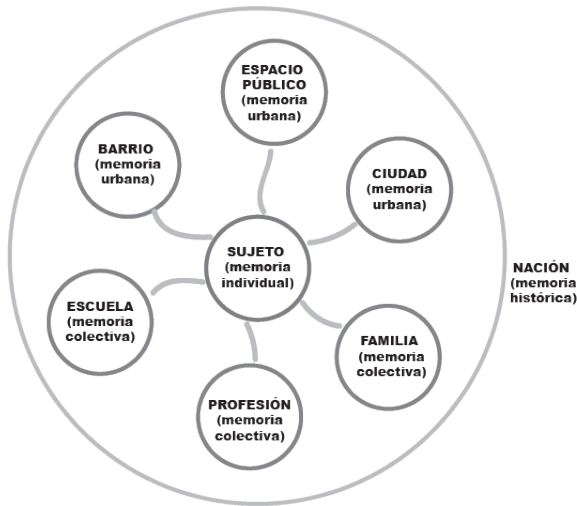 ESPACIO
PÚBLICO
(memoria
urbana)
BARRIO
(memoria
urbana)
CIUDAD
(memoria
urbana)
SUJETO
(memoria
individual)
NACIÓN
(memoria
histórica)
ESCUELA
(memoria
colectiva)
FAMILIA
(memoria
colectiva)
PROFESIÓN
(memoria
colectiva)